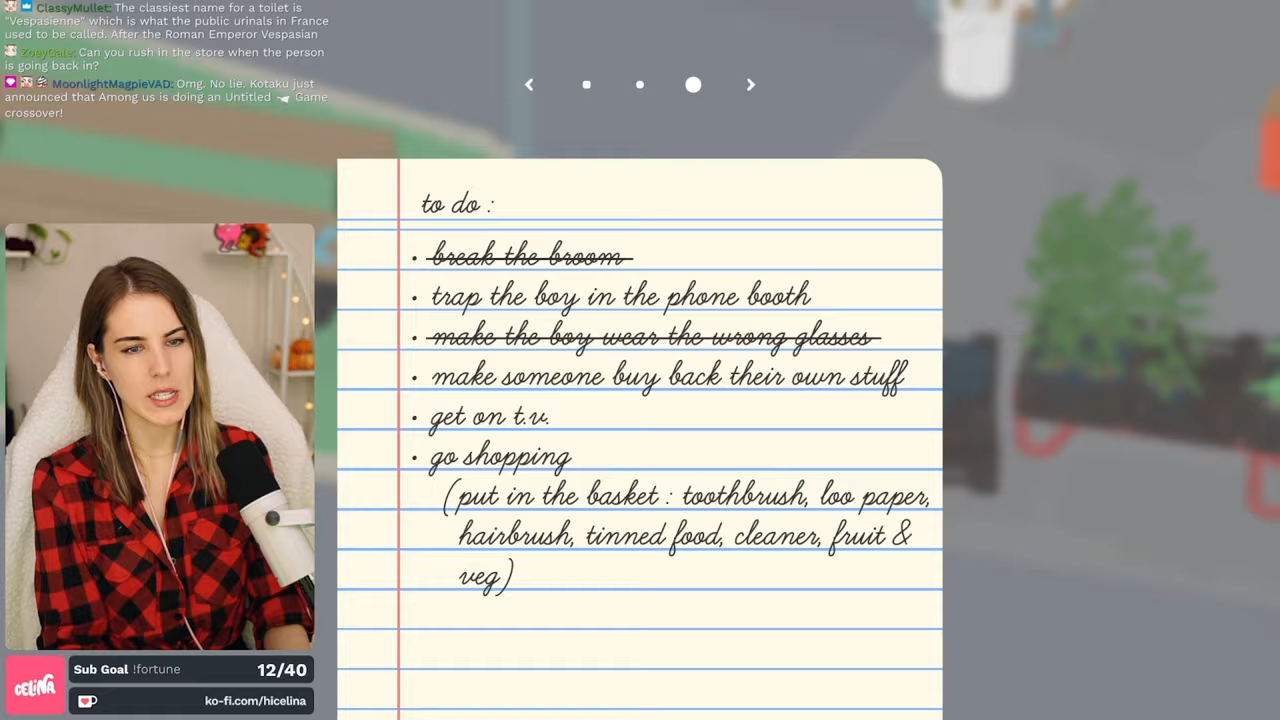 ClassyMullet: The classiest name for a toilet is
"Vespasienne" which is what the public urinals in France
used to be called. After the Roman Emperor Vespasian
ZoeyGale: Can you rush in the store when the person
is going back in?
MoonlightMagpieVAD: Omg. No lie. Kotaku just
announced that Among us is doing an Untitled Game
crossover!
to do :
• break the broom
• trap the boy in the phone booth
• make the boy wear the wrong glasses
• make someone buy back their own stuff
• get on t.v.
• go shopping
(put in the basket : toothbrush, loo paper,
hairbrush, tinned food, cleaner, fruit &
veg)
CELINA
Sub Goal !fortune 12/40
ko-fi.com/hicelina